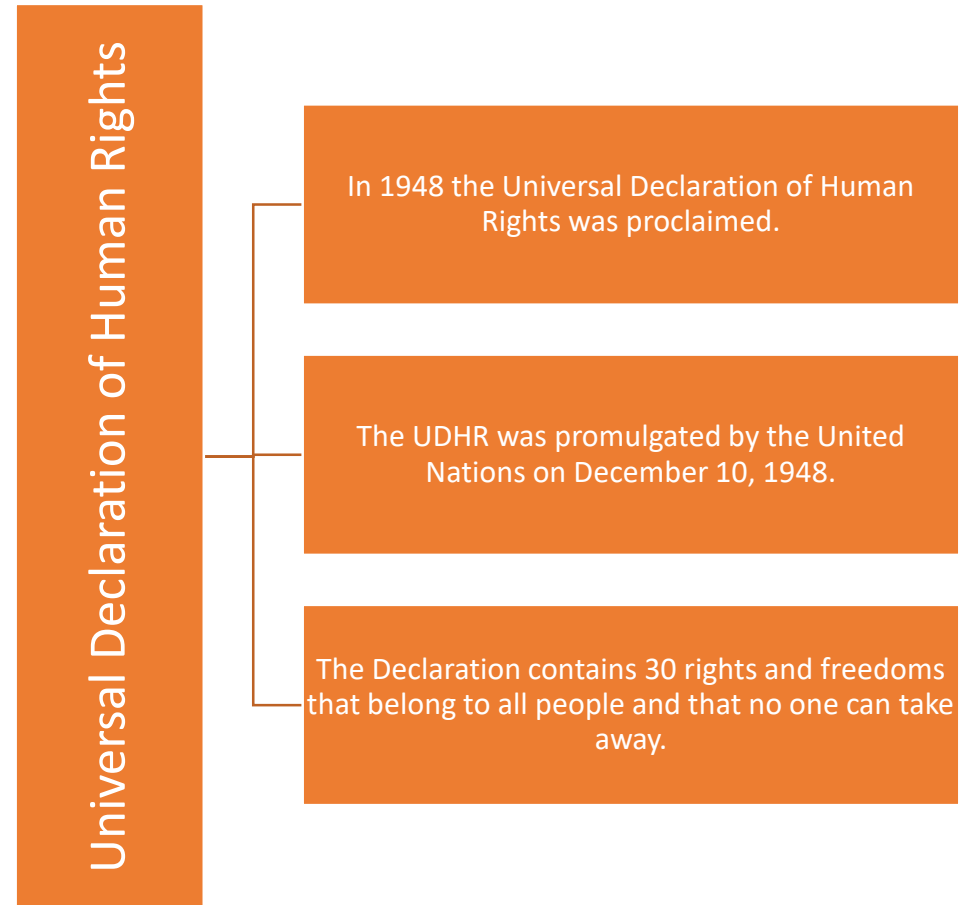 Universal Declaration of Human Rights
In 1948 the Universal Declaration of Human
Rights was proclaimed.
The UDHR was promulgated by the United
Nations on December 10, 1948.
The Declaration contains 30 rights and freedoms
that belong to all people and that no one can take
away.